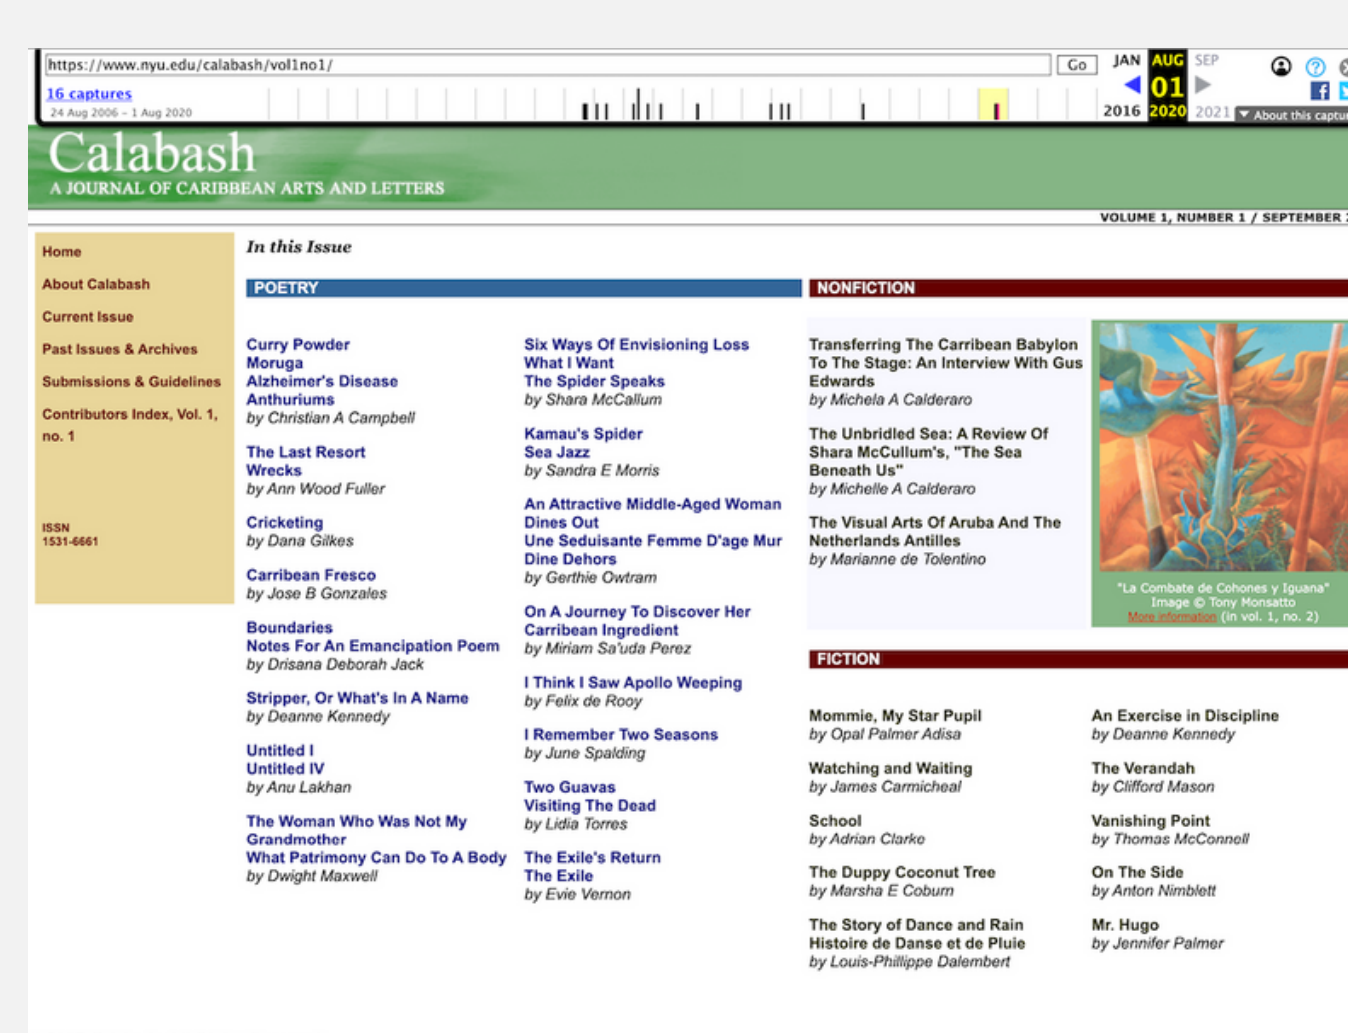 https://www.nyu.edu/calabash/vol1no1/
Go
JAN AUG SEP
16 captures
01
24 Aug 2006 – 1 Aug 2020
2016 2020 2021
About this captur
Calabash
A JOURNAL OF CARIBBEAN ARTS AND LETTERS
VOLUME 1, NUMBER 1 / SEPTEMBER
Home
About Calabash
Current Issue
Past Issues & Archives
Submissions & Guidelines
Contributors Index, Vol. 1,
no. 1
ISSN
1531-6661
In this Issue
POETRY
Curry Powder
Moruga
Alzheimer's Disease
Anthuriums
by Christian A Campbell
The Last Resort
Wrecks
by Ann Wood Fuller
Cricketing
by Dana Gilkes
Carribean Fresco
by Jose B Gonzales
Boundaries
Notes For An Emancipation Poem
by Drisana Deborah Jack
Stripper, Or What's In A Name
by Deanne Kennedy
Untitled I
Untitled IV
by Anu Lakhan
The Woman Who Was Not My
Grandmother
What Patrimony Can Do To A Body
by Dwight Maxwell
Six Ways Of Envisioning Loss
What I Want
The Spider Speaks
by Shara McCallum
Kamau's Spider
Sea Jazz
by Sandra E Morris
An Attractive Middle-Aged Woman
Dines Out
Une Seduisante Femme D'age Mur
Dine Dehors
by Gerthie Owtram
On A Journey To Discover Her
Carribean Ingredient
by Miriam Sa'uda Perez
I Think I Saw Apollo Weeping
by Felix de Rooy
I Remember Two Seasons
by June Spalding
Two Guavas
Visiting The Dead
by Lidia Torres
The Exile's Return
The Exile
by Evie Vernon
NONFICTION
Transferring The Carribean Babylon
To The Stage: An Interview With Gus
Edwards
by Michela A Calderaro
The Unbridled Sea: A Review Of
Shara McCullum's, "The Sea
Beneath Us"
by Michelle A Calderaro
The Visual Arts Of Aruba And The
Netherlands Antilles
by Marianne de Tolentino
"La Combate de Cohones y Iguana"
Image © Tony Monsatto
More information (in vol. 1, no. 2)
FICTION
Mommie, My Star Pupil
by Opal Palmer Adisa
Watching and Waiting
by James Carmicheal
School
by Adrian Clarke
The Duppy Coconut Tree
by Marsha E Coburn
The Story of Dance and Rain
Histoire de Danse et de Pluie
by Louis-Phillippe Dalembert
An Exercise in Discipline
by Deanne Kennedy
The Verandah
by Clifford Mason
Vanishing Point
by Thomas McConnell
On The Side
by Anton Nimblett
Mr. Hugo
by Jennifer Palmer